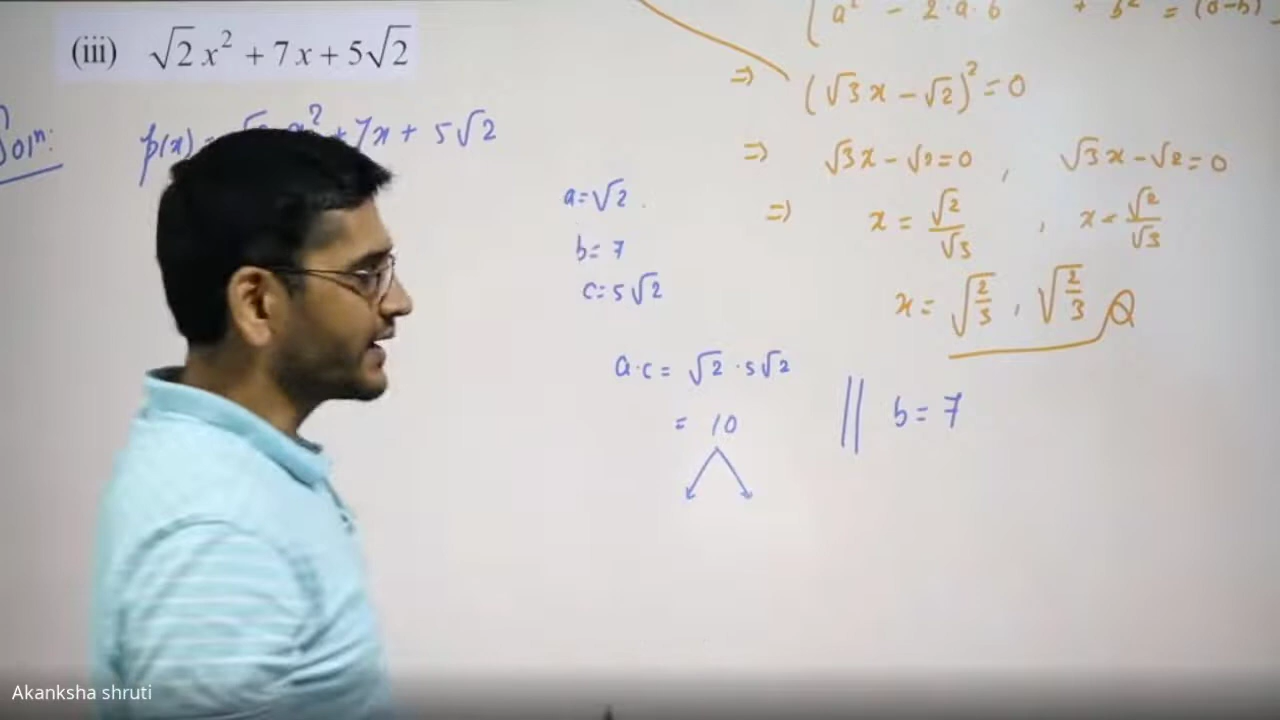 (iii) √2 x² + 7x + 5√2
a² - 2·a·b + b² = (a-b)
⇒ (√3x - √2)² = 0
Solⁿ: p(x) = x² + 7x + 5√2
⇒ √3x - √2 = 0 , √3x - √2 = 0
a = √2
⇒ x = √2/√3 , x = √2/√3
b = 7
c = 5√2
x = √2/3 , √2/3
a·c = √2 · 5√2
= 10 || b = 7
Akanksha shruti